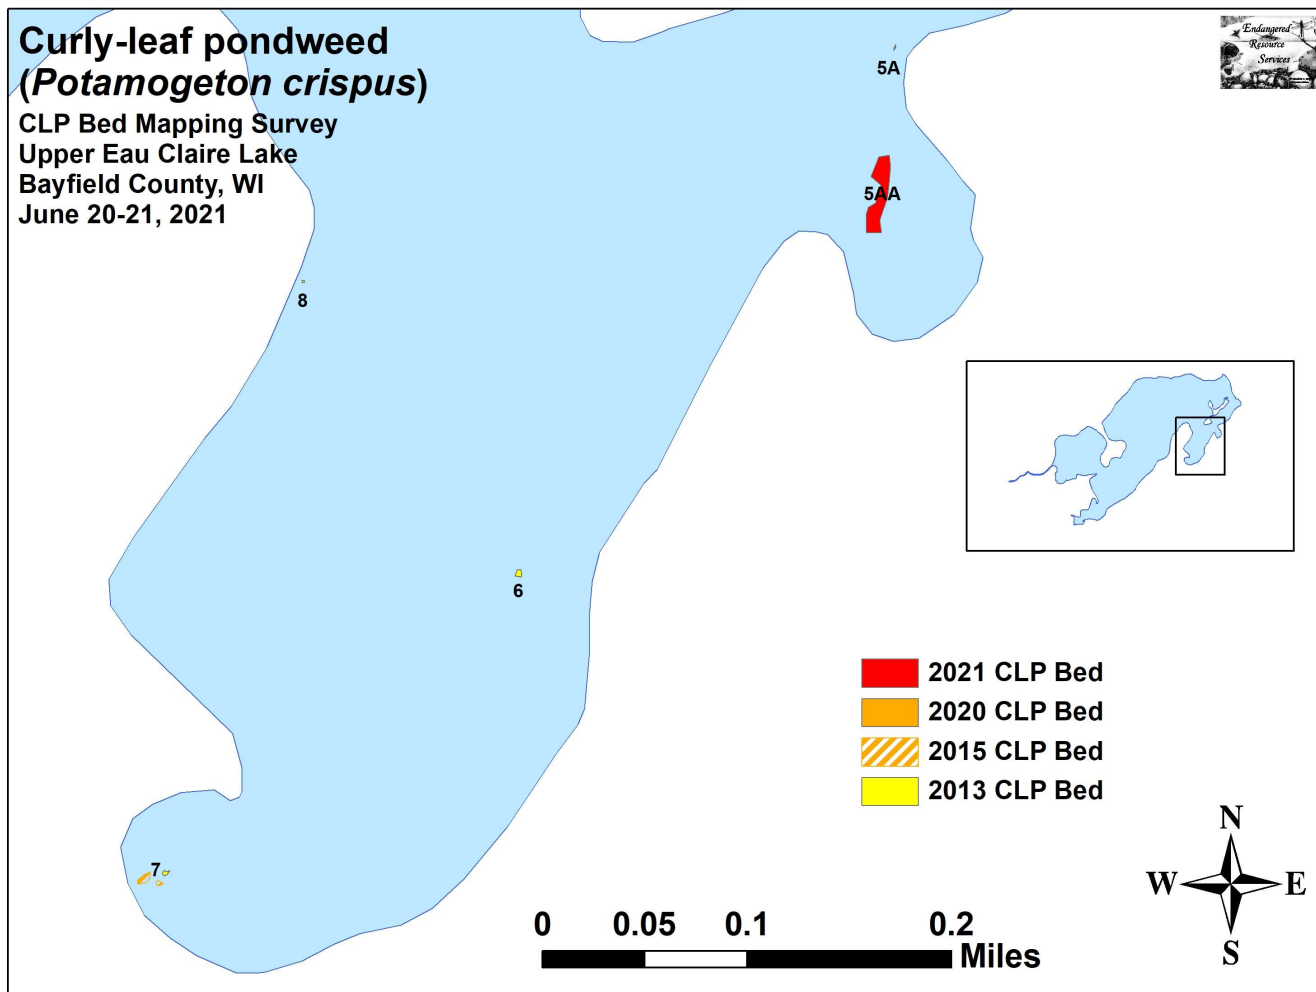 Curly-leaf pondweed
(Potamogeton crispus)
CLP Bed Mapping Survey
Upper Eau Claire Lake
Bayfield County, WI
June 20-21, 2021
Endangered
Resource
Services
5A
5AA
8
6
7
2021 CLP Bed
2020 CLP Bed
2015 CLP Bed
2013 CLP Bed
N
W E
S
0 0.05 0.1 0.2
Miles